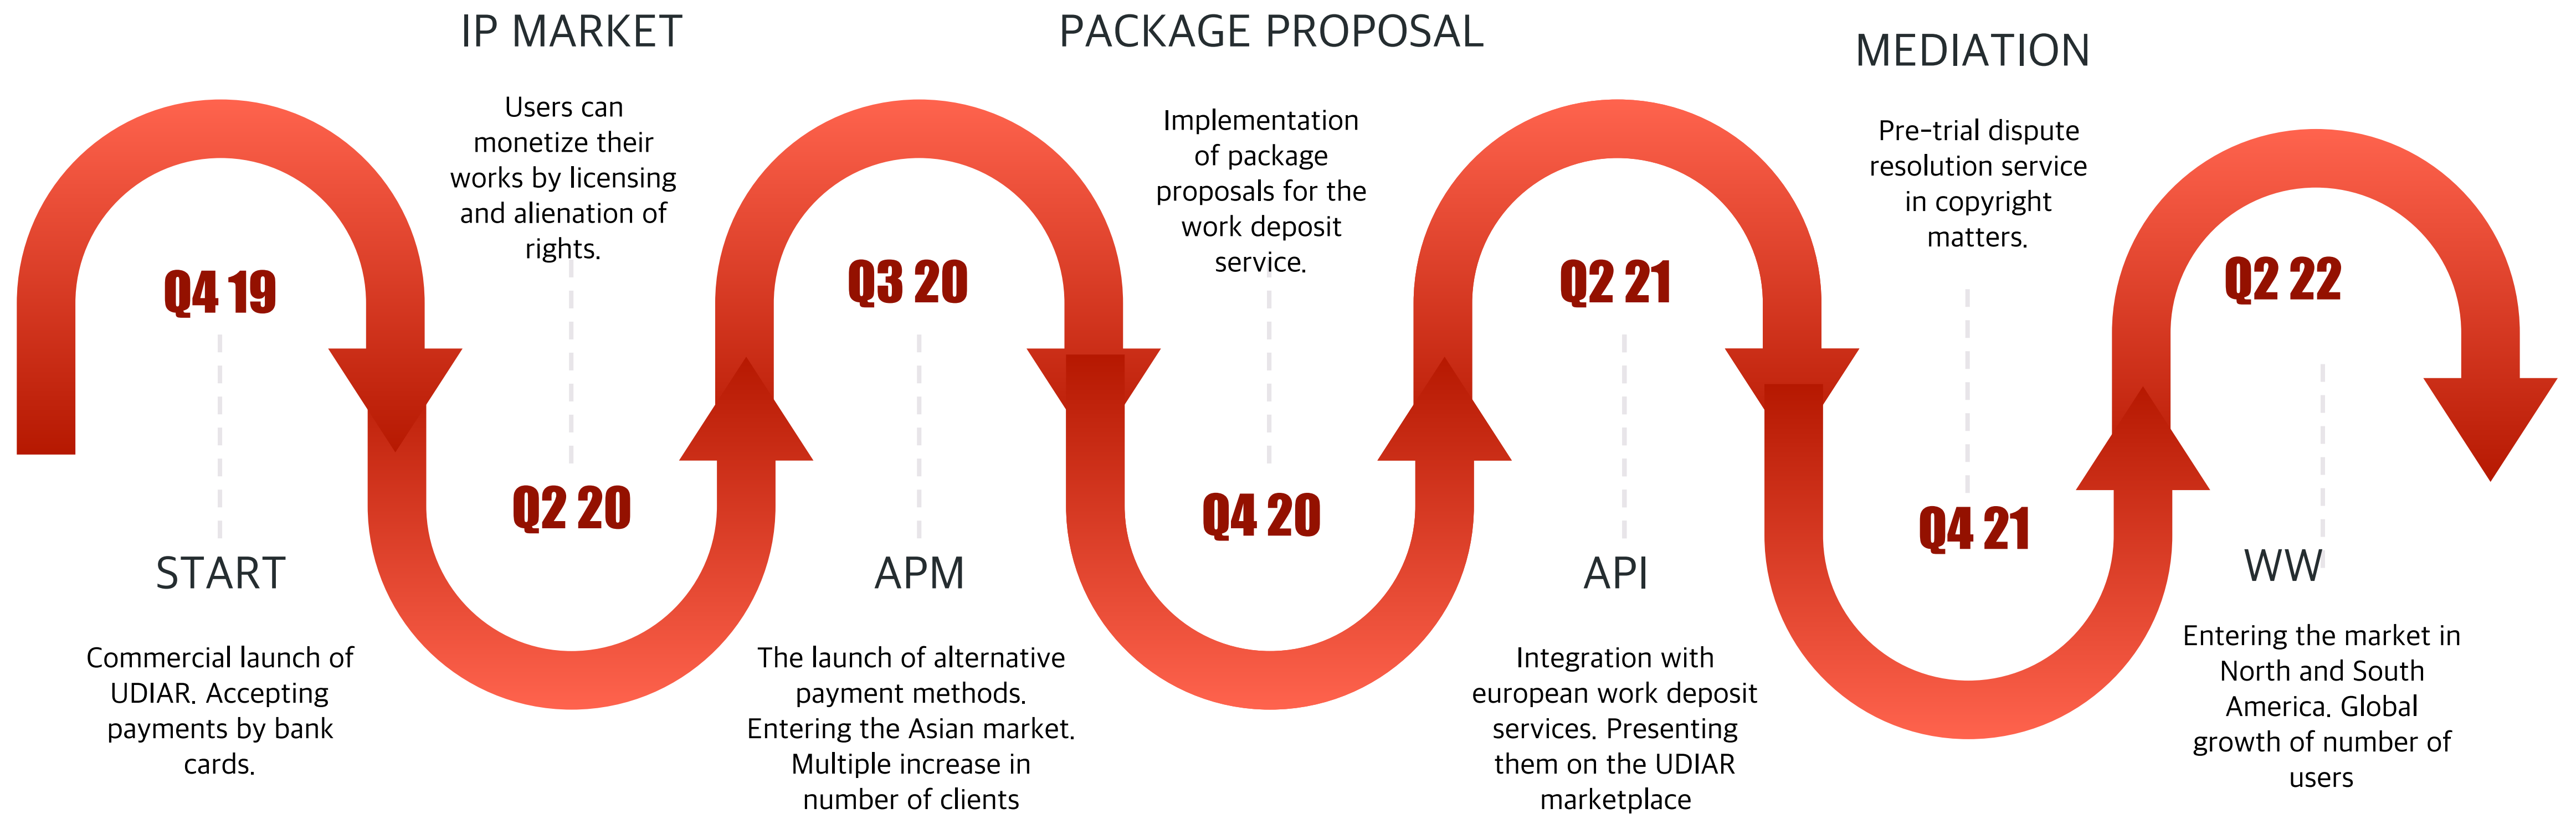 IP MARKET
Users can
monetize their
works by licensing
and alienation of
rights.
PACKAGE PROPOSAL
Implementation
of package
proposals for the
work deposit
service.
MEDIATION
Pre-trial dispute
resolution service
in copyright
matters.
Q4 19
START
Commercial launch of
UDIAR. Accepting
payments by bank
cards.
Q2 20
Q3 20
APM
The launch of alternative
payment methods.
Entering the Asian market.
Multiple increase in
number of clients
Q4 20
Q2 21
API
Integration with
european work deposit
services. Presenting
them on the UDIAR
marketplace
Q4 21
Q2 22
WW
Entering the market in
North and South
America. Global
growth of number of
users